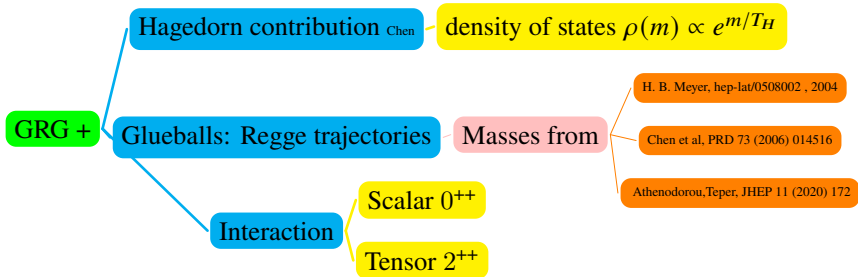 Hagedorn contribution Chen
density of states ρ(m) ∝ e^{m/T_H}
GRG +
Glueballs: Regge trajectories
Masses from
H. B. Meyer, hep-lat/0508002 , 2004
Chen et al, PRD 73 (2006) 014516
Athenodorou,Teper, JHEP 11 (2020) 172
Interaction
Scalar 0⁺⁺
Tensor 2⁺⁺